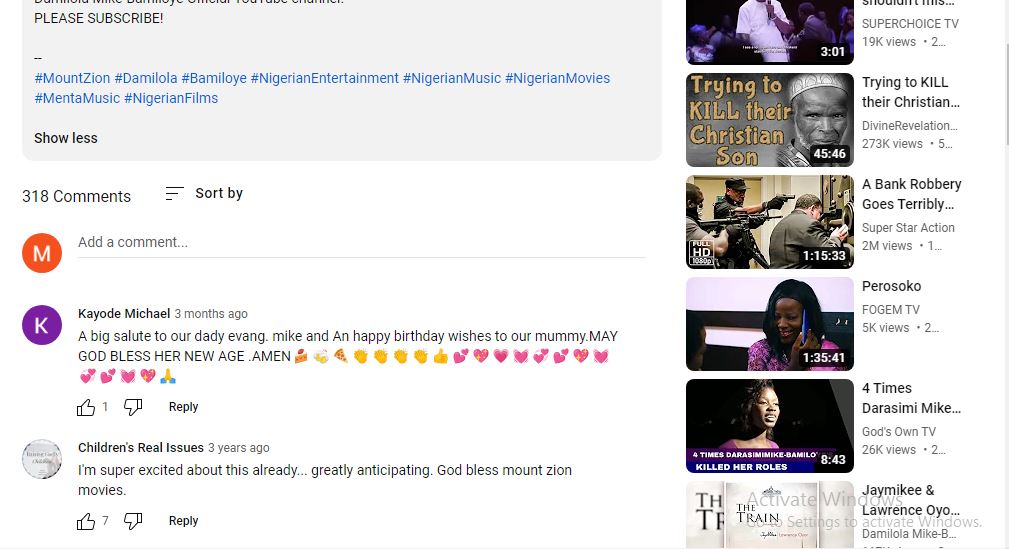 Damilola Mike Bamiloye Official YouTube channel.
PLEASE SUBSCRIBE!
--
#MountZion #Damilola #Bamiloye #NigerianEntertainment #NigerianMusic #NigerianMovies
#MentaMusic #NigerianFilms
Show less
318 Comments
Sort by
M
Add a comment...
K
Kayode Michael 3 months ago
A big salute to our dady evang. mike and An happy birthday wishes to our mummy.MAY
GOD BLESS HER NEW AGE .AMEN 🍰 🍻 🍕 👏 👏 👏 👏 👍 💕 💖 💗 💓 💞 💕 💖 💓
💞 💕 💓 💖 🙏
1
Reply
Children's Real Issues 3 years ago
I'm super excited about this already... greatly anticipating. God bless mount zion
movies.
7
Reply
3:01
shouldn't mis...
SUPERCHOICE TV
19K views • 2...
Trying to
KILL their
Christian
Son
45:46
Trying to KILL
their Christian...
DivineRevelation...
273K views • 5...
FULL
HD
1080p
1:15:33
A Bank Robbery
Goes Terribly...
Super Star Action
2M views • 1...
1:35:41
Perosoko
FOGEM TV
5K views • 2...
4 TIMES DARASIMIMIKE-BAMILO
KILLED HER ROLES
8:43
4 Times
Darasimi Mike...
God's Own TV
26K views • 2...
TH
TR
THE
TRAIN
Jaymikee &
Lawrence Oyo...
Damilola Mike-B...
Activate Windows
Go to Settings to activate Windows.